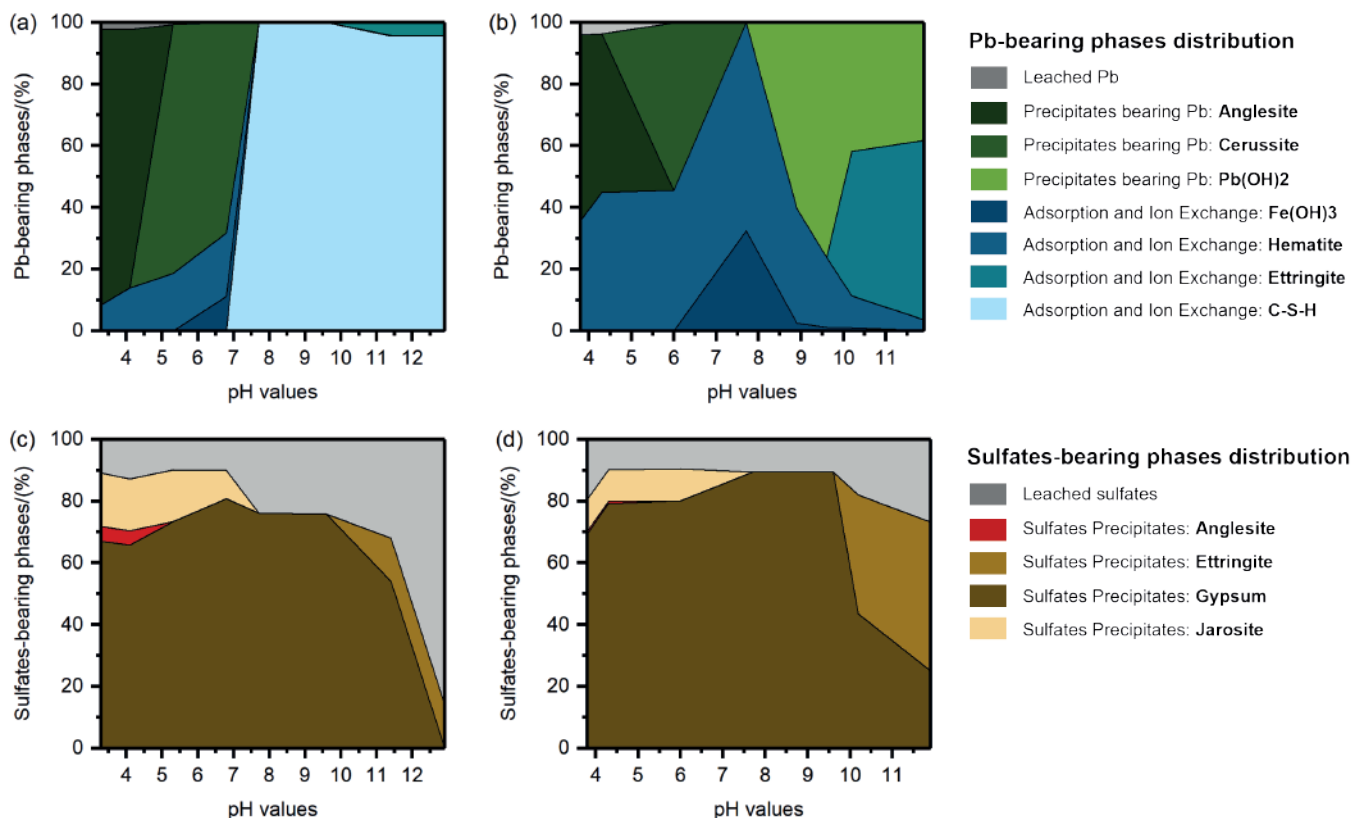 (a)
Pb-bearing phases/(%)
100
80
60
40
20
0
4 5 6 7 8 9 10 11 12
pH values
(b)
Pb-bearing phases/(%)
100
80
60
40
20
0
4 5 6 7 8 9 10 11
pH values
Pb-bearing phases distribution
Leached Pb
Precipitates bearing Pb: Anglesite
Precipitates bearing Pb: Cerussite
Precipitates bearing Pb: Pb(OH)2
Adsorption and Ion Exchange: Fe(OH)3
Adsorption and Ion Exchange: Hematite
Adsorption and Ion Exchange: Ettringite
Adsorption and Ion Exchange: C-S-H
(c)
Sulfates-bearing phases/(%)
100
80
60
40
20
0
4 5 6 7 8 9 10 11 12
pH values
(d)
Sulfates-bearing phases/(%)
100
80
60
40
20
0
4 5 6 7 8 9 10 11
pH values
Sulfates-bearing phases distribution
Leached sulfates
Sulfates Precipitates: Anglesite
Sulfates Precipitates: Ettringite
Sulfates Precipitates: Gypsum
Sulfates Precipitates: Jarosite